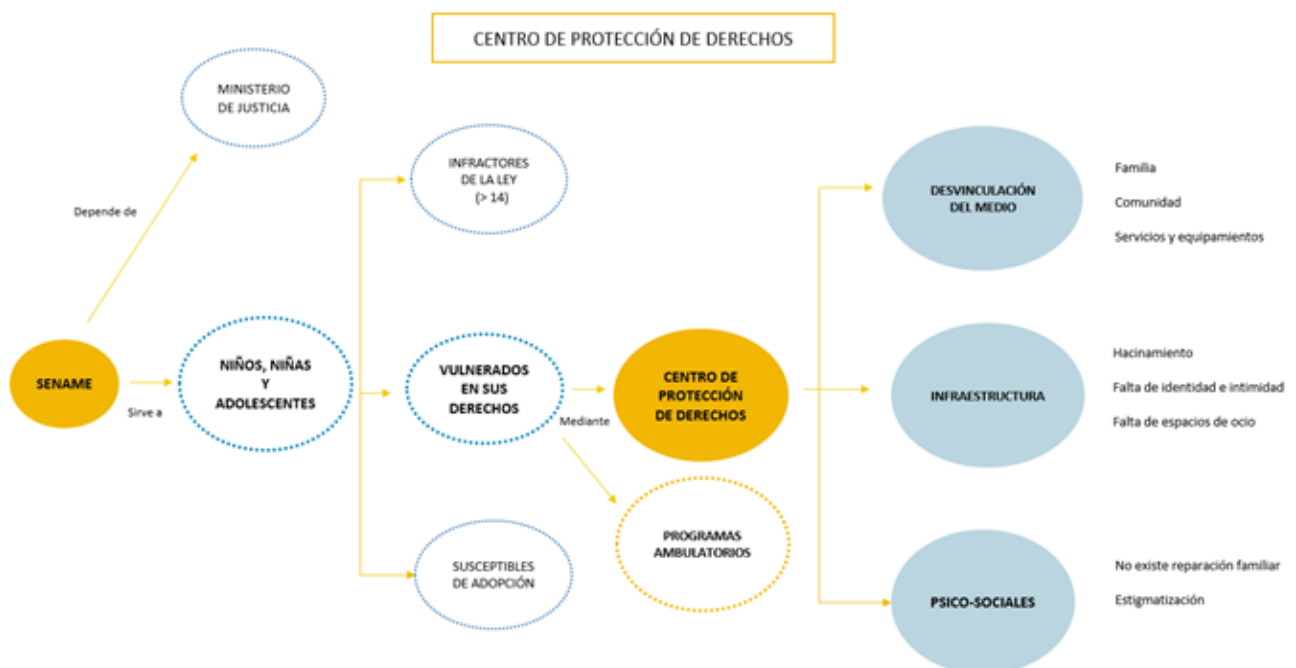 CENTRO DE PROTECCIÓN DE DERECHOS
MINISTERIO
DE JUSTICIA
Depende de
SENAME
Sirve a
NIÑOS, NIÑAS
Y
ADOLESCENTES
INFRACTORES
DE LA LEY
(> 14)
VULNERADOS
EN SUS
DERECHOS
SUSCEPTIBLES
DE ADOPCIÓN
Mediante
CENTRO DE
PROTECCIÓN
DE DERECHOS
PROGRAMAS
AMBULATORIOS
DESVINCULACIÓN
DEL MEDIO
Familia
Comunidad
Servicios y equipamientos
INFRAESTRUCTURA
Hacinamiento
Falta de identidad e intimidad
Falta de espacios de ocio
PSICO-SOCIALES
No existe reparación familiar
Estigmatización